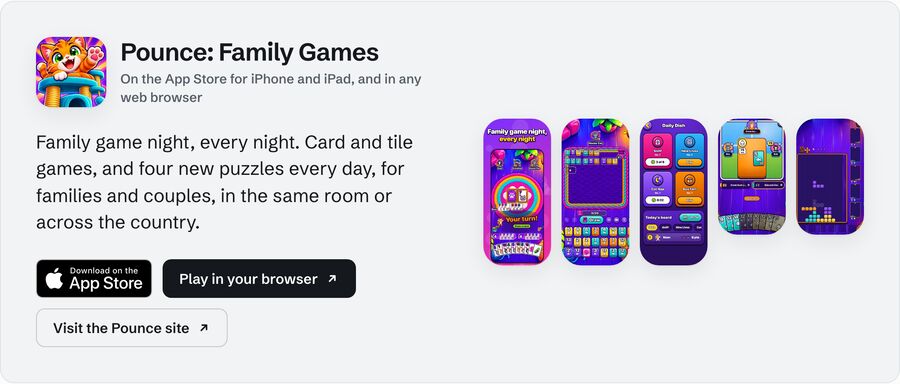 Pounce: Family Games
On the App Store for iPhone and iPad, and in any
web browser
Family game night, every night. Card and tile
games, and four new puzzles every day, for
families and couples, in the same room or
across the country.
Download on the
App Store
Play in your browser ↗
Visit the Pounce site ↗
Family game night,
every night
Your turn!
Daily Dish
Today's board